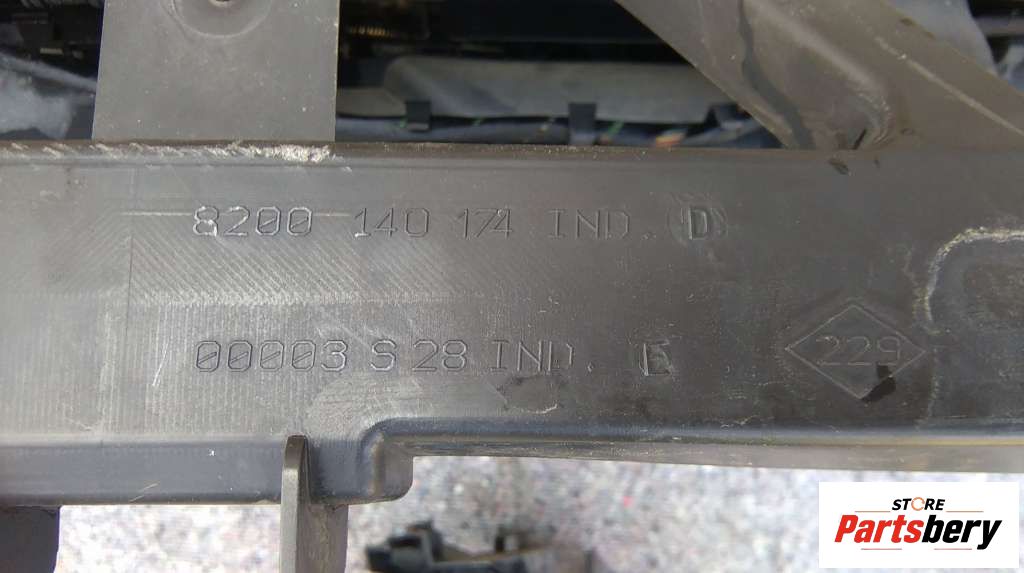 8200 140 174 IND. D
00003 S 28 IND. E
229
STORE
Partsbery